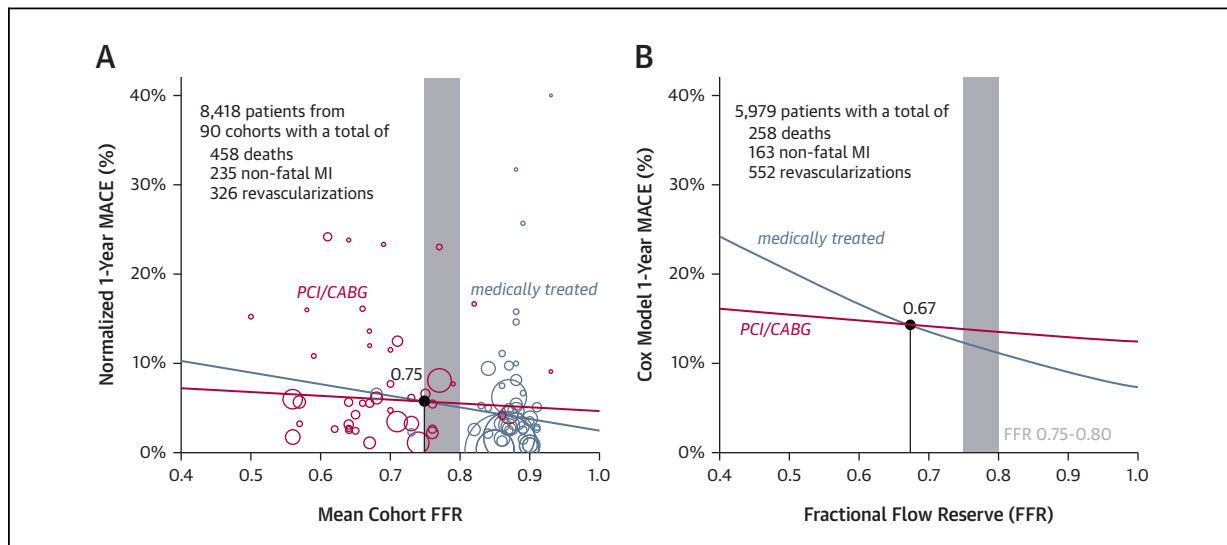 A
Normalized 1-Year MACE (%)
40%
30%
20%
10%
0%
8,418 patients from
90 cohorts with a total of
458 deaths
235 non-fatal MI
326 revascularizations
PCI/CABG
medically treated
0.75
0.4
0.5
0.6
0.7
0.8
0.9
1.0
Mean Cohort FFR
B
Cox Model 1-Year MACE (%)
40%
30%
20%
10%
0%
5,979 patients with a total of
258 deaths
163 non-fatal MI
552 revascularizations
medically treated
0.67
PCI/CABG
FFR 0.75-0.80
0.4
0.5
0.6
0.7
0.8
0.9
1.0
Fractional Flow Reserve (FFR)